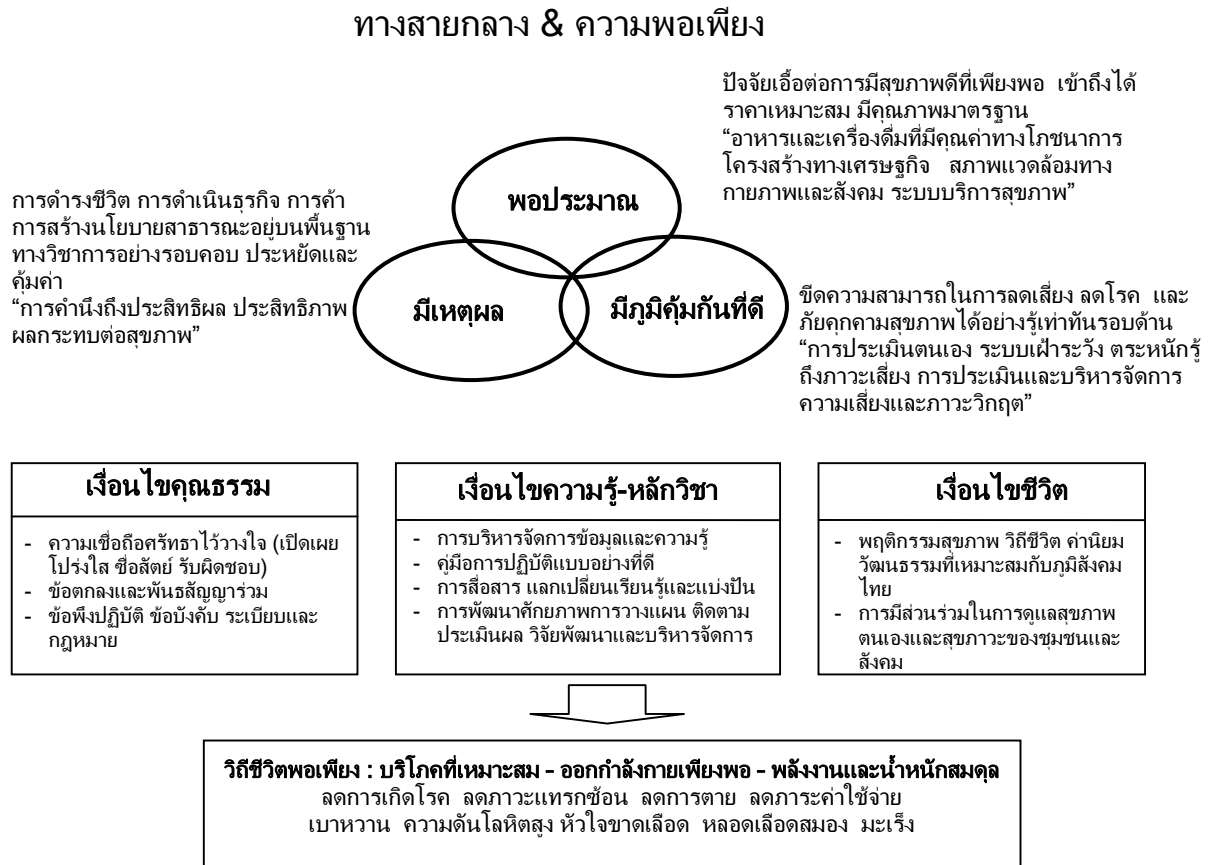 ทางสายกลาง & ความพอเพียง
ปัจจัยเอื้อต่อการมีสุขภาพดีที่เพียงพอ เข้าถึงได้
ราคาเหมาะสม มีคุณภาพมาตรฐาน
“อาหารและเครื่องดื่มที่มีคุณค่าทางโภชนาการ
โครงสร้างทางเศรษฐกิจ สภาพแวดล้อมทาง
กายภาพและสังคม ระบบบริการสุขภาพ”
พอประมาณ
การดำรงชีวิต การดำเนินธุรกิจ การค้า
การสร้างนโยบายสาธารณะอยู่บนพื้นฐาน
ทางวิชาการอย่างรอบคอบ ประหยัดและ
คุ้มค่า
“การคำนึงถึงประสิทธิผล ประสิทธิภาพ
ผลกระทบต่อสุขภาพ”
มีเหตุผล
มีภูมิคุ้มกันที่ดี
ขีดความสามารถในการลดเสี่ยง ลดโรค และ
ภัยคุกคามสุขภาพได้อย่างรู้เท่าทันรอบด้าน
“การประเมินตนเอง ระบบเฝ้าระวัง ตระหนักรู้
ถึงภาวะเสี่ยง การประเมินและบริหารจัดการ
ความเสี่ยงและภาวะวิกฤต”
เงื่อนไขคุณธรรม
- ความเชื่อถือศรัทธาไว้วางใจ (เปิดเผย
โปร่งใส ซื่อสัตย์ รับผิดชอบ)
- ข้อตกลงและพันธสัญญาร่วม
- ข้อพึงปฏิบัติ ข้อบังคับ ระเบียบและ
กฎหมาย
เงื่อนไขความรู้-หลักวิชา
- การบริหารจัดการข้อมูลและความรู้
- คู่มือการปฏิบัติแบบอย่างที่ดี
- การสื่อสาร แลกเปลี่ยนเรียนรู้และแบ่งปัน
- การพัฒนาศักยภาพการวางแผน ติดตาม
ประเมินผล วิจัยพัฒนาและบริหารจัดการ
เงื่อนไขชีวิต
- พฤติกรรมสุขภาพ วิถีชีวิต ค่านิยม
วัฒนธรรมที่เหมาะสมกับภูมิสังคม
ไทย
- การมีส่วนร่วมในการดูแลสุขภาพ
ตนเองและสุขภาวะของชุมชนและ
สังคม
วิถีชีวิตพอเพียง : บริโภคที่เหมาะสม - ออกกำลังกายเพียงพอ - พลังงานและน้ำหนักสมดุล
ลดการเกิดโรค ลดภาวะแทรกซ้อน ลดการตาย ลดภาระค่าใช้จ่าย
เบาหวาน ความดันโลหิตสูง หัวใจขาดเลือด หลอดเลือดสมอง มะเร็ง